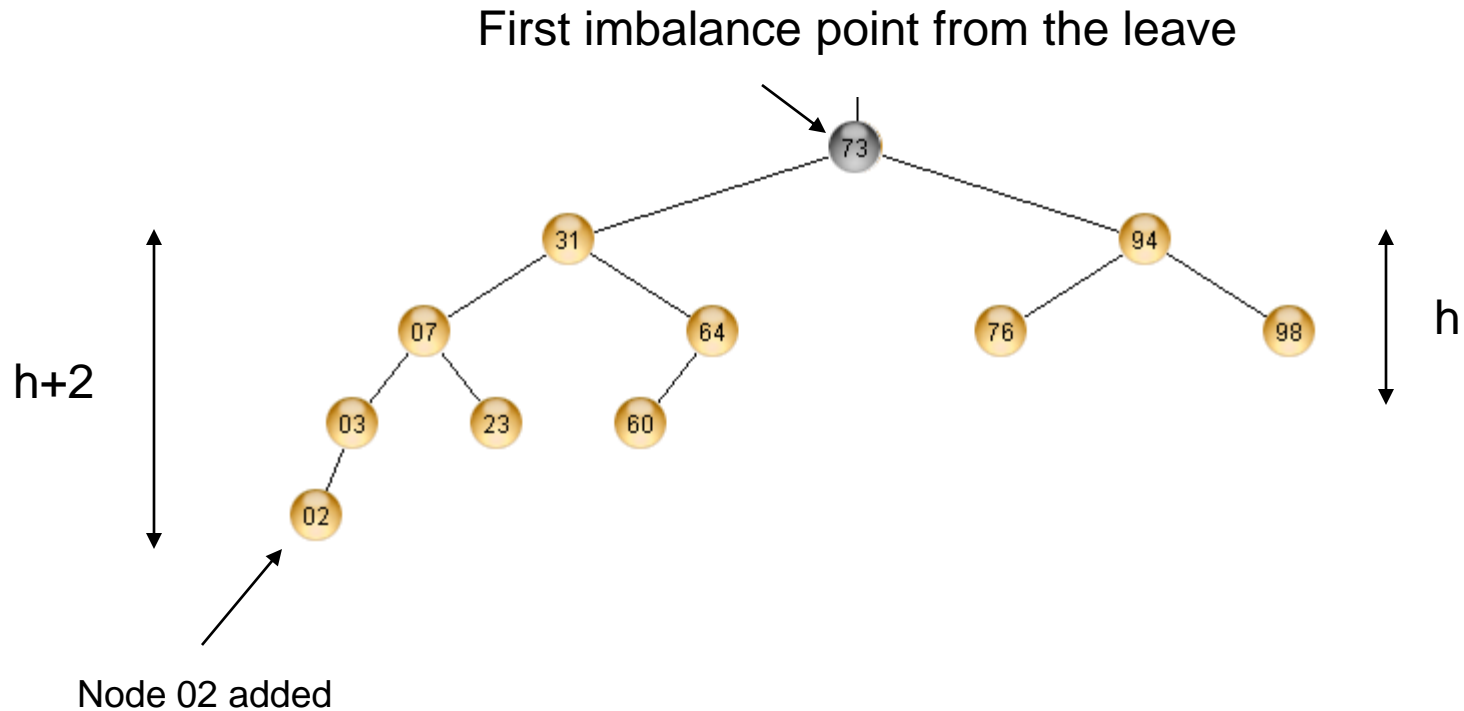 First imbalance point from the leave
73
31
94
07
64
76
98
h
h+2
03
23
60
02
Node 02 added